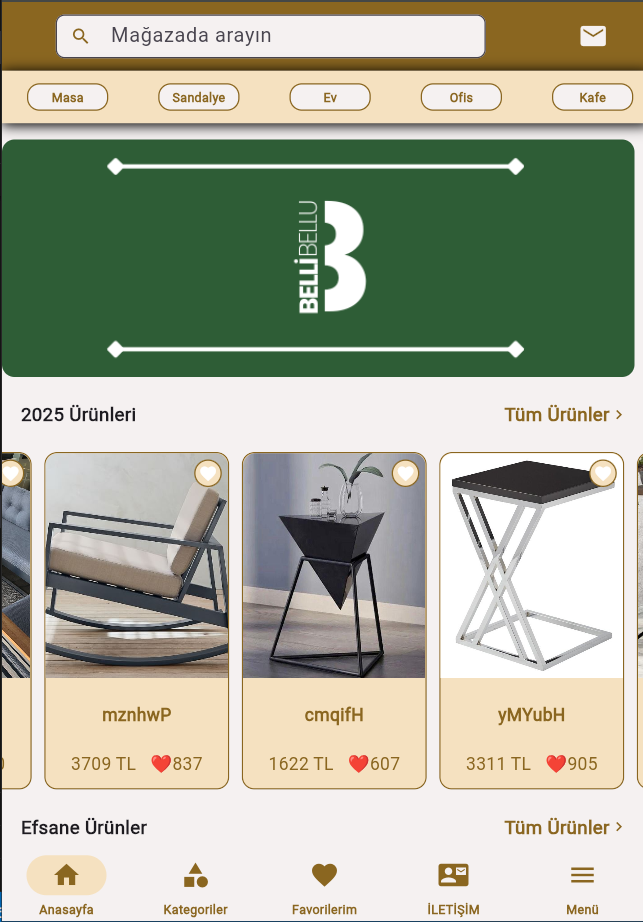 Mağazada arayın
Masa Sandalye Ev Ofis Kafe
BELLİBELLU
B
2025 Ürünleri Tüm Ürünler
mznhwP cmqifH yMYubH
3709 TL ❤️837 1622 TL ❤️607 3311 TL ❤️905
Efsane Ürünler Tüm Ürünler
Anasayfa Kategoriler Favorilerim İLETİŞİM Menü